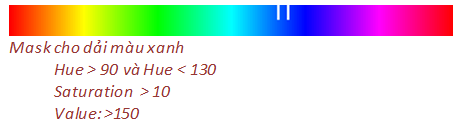 Mask cho dải màu xanh
Hue > 90 và Hue < 130
Saturation > 10
Value: >150